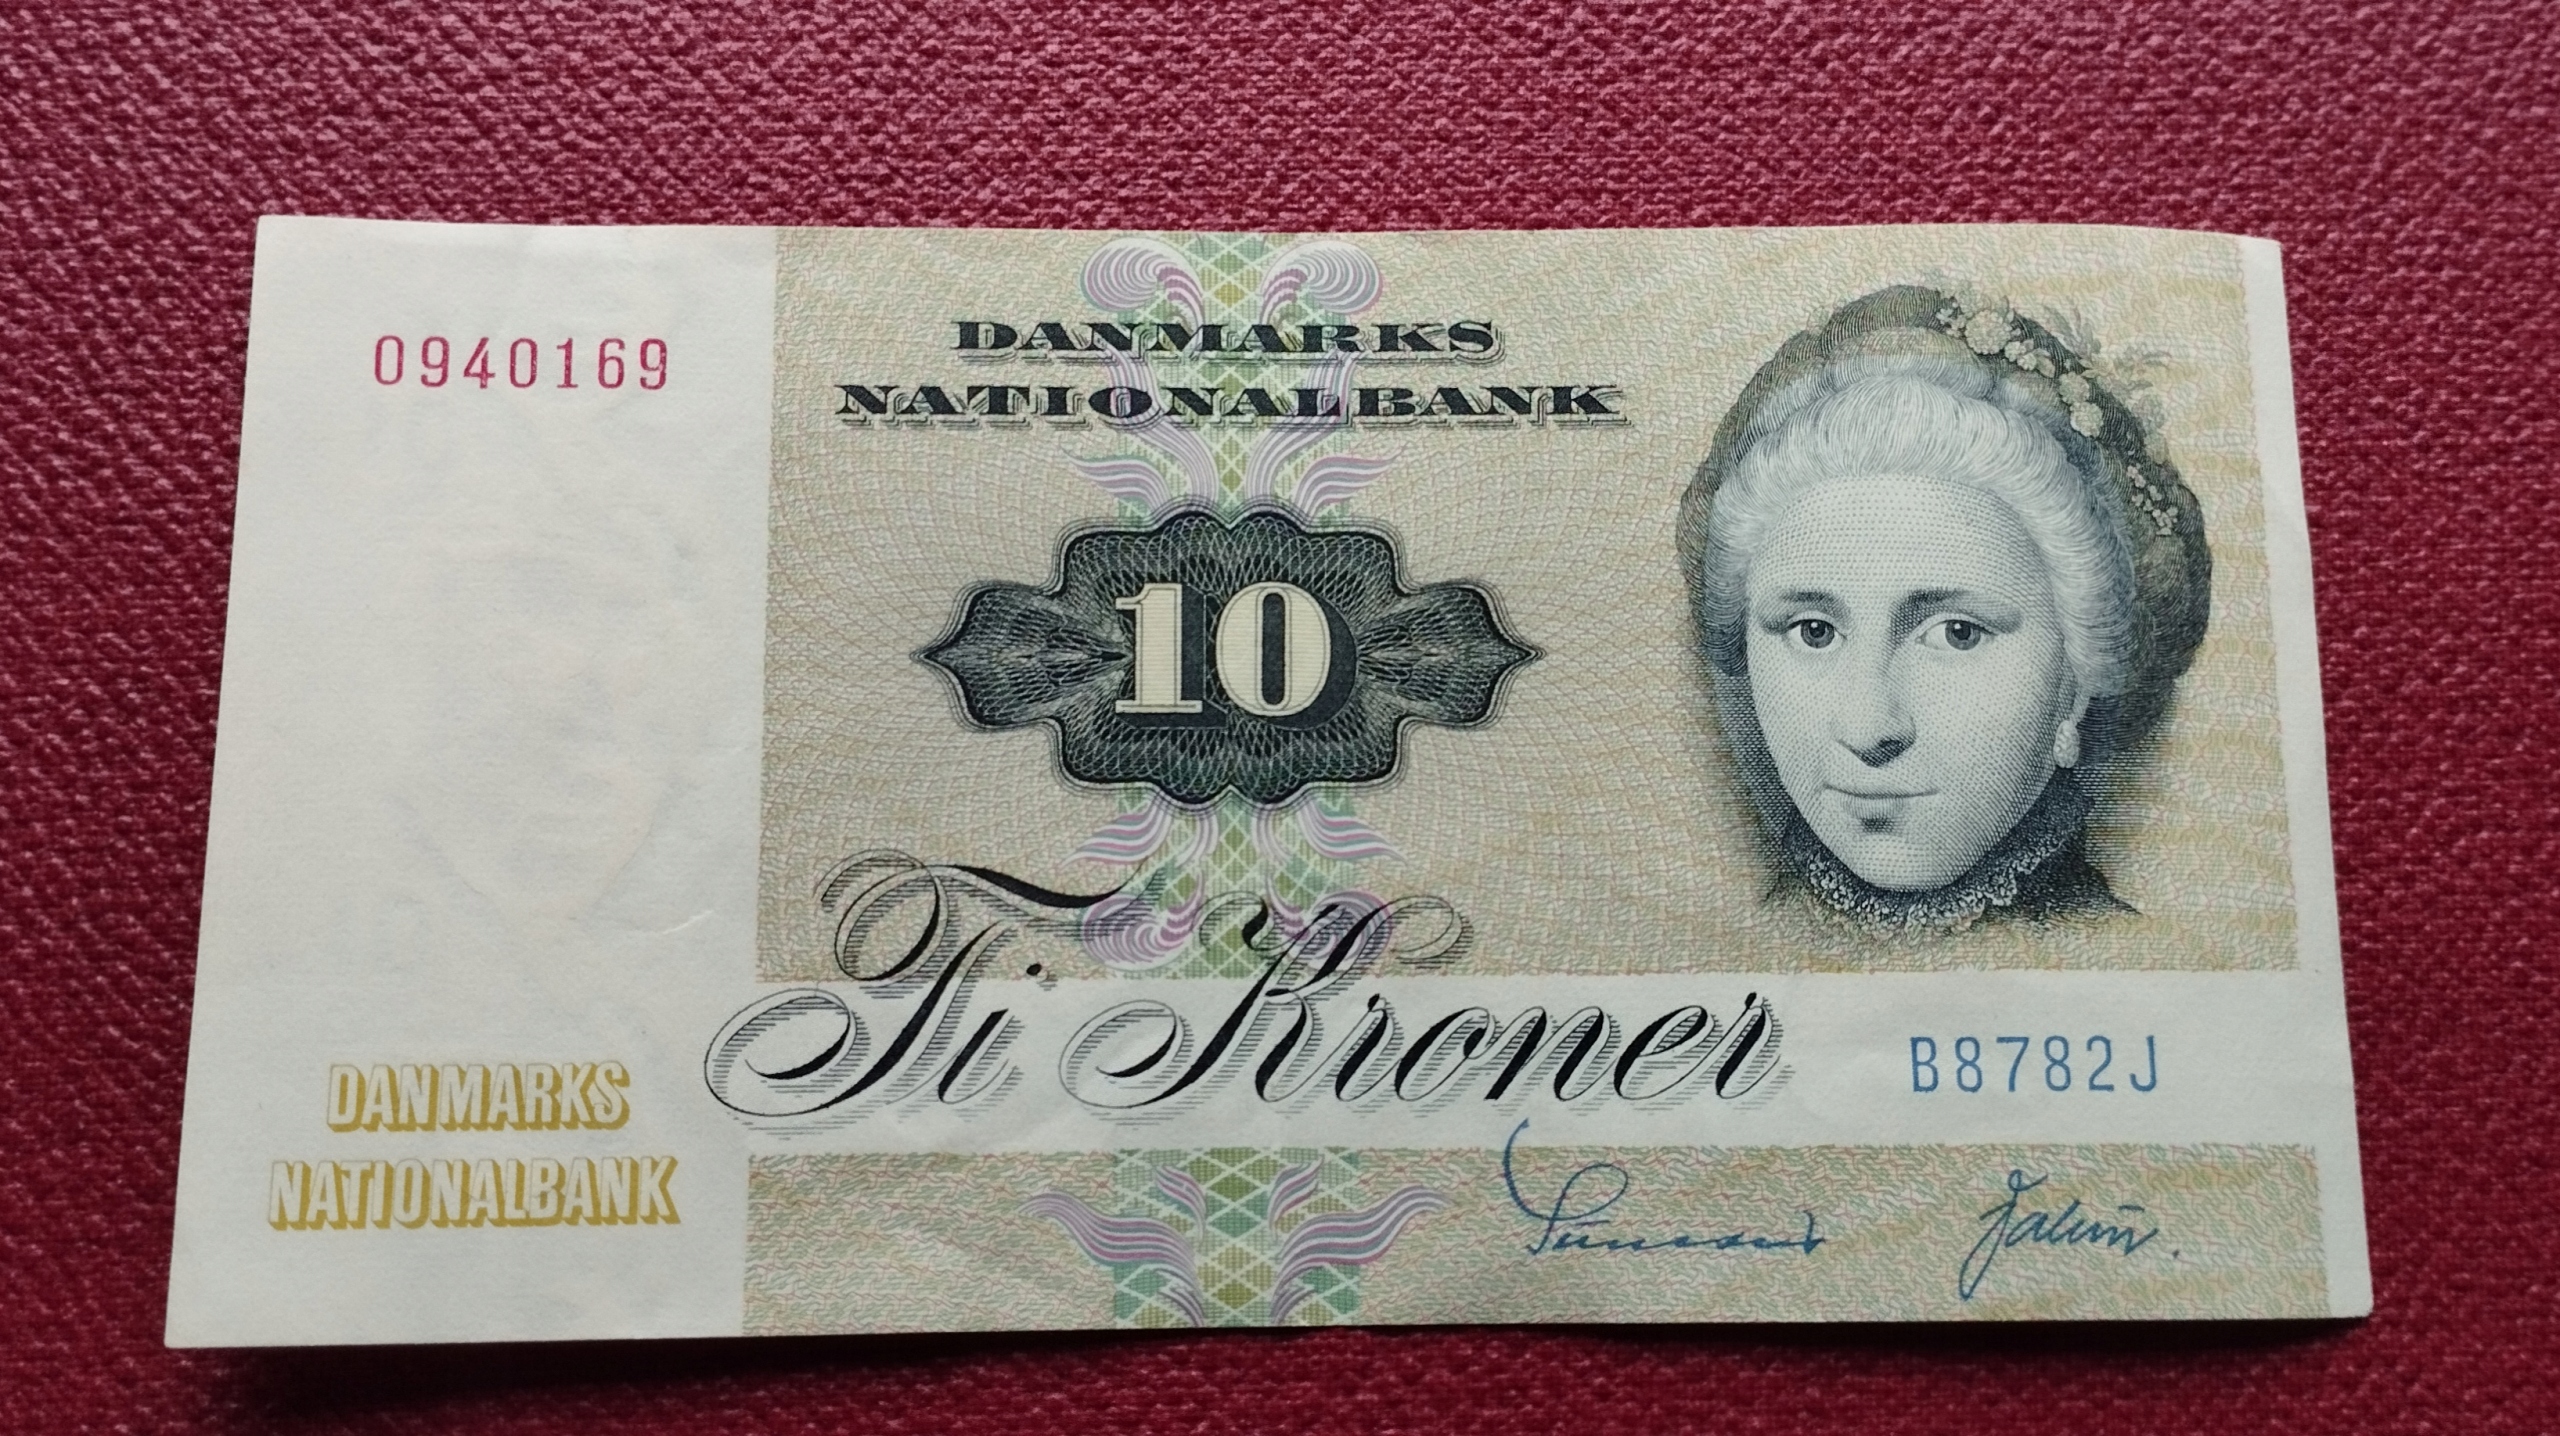 0940169
DANMARKS
NATIONALBANK
10
Ti Kroner
B8782J
DANMARKS
NATIONALBANK